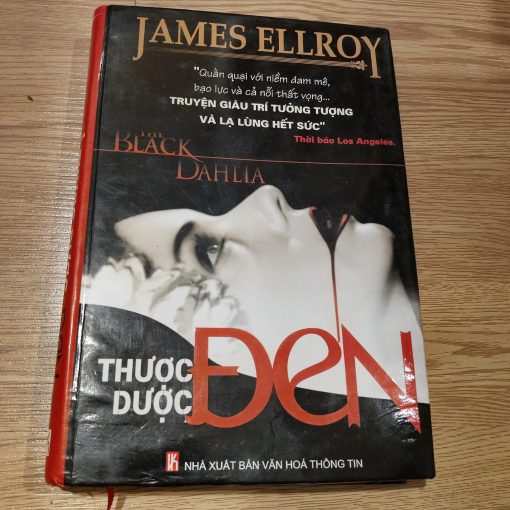 JAMES ELLROY
"Quằn quại với niềm đam mê,
bạo lực và cả nỗi thất vọng...
TRUYỆN GIÀU TRÍ TƯỞNG TƯỢNG
VÀ LẠ LÙNG HẾT SỨC"
Thời báo Los Angeles.
THE
BLACK
DAHLIA
THƯỢC
DƯỢC
ĐEN
NHÀ XUẤT BẢN VĂN HOÁ THÔNG TIN